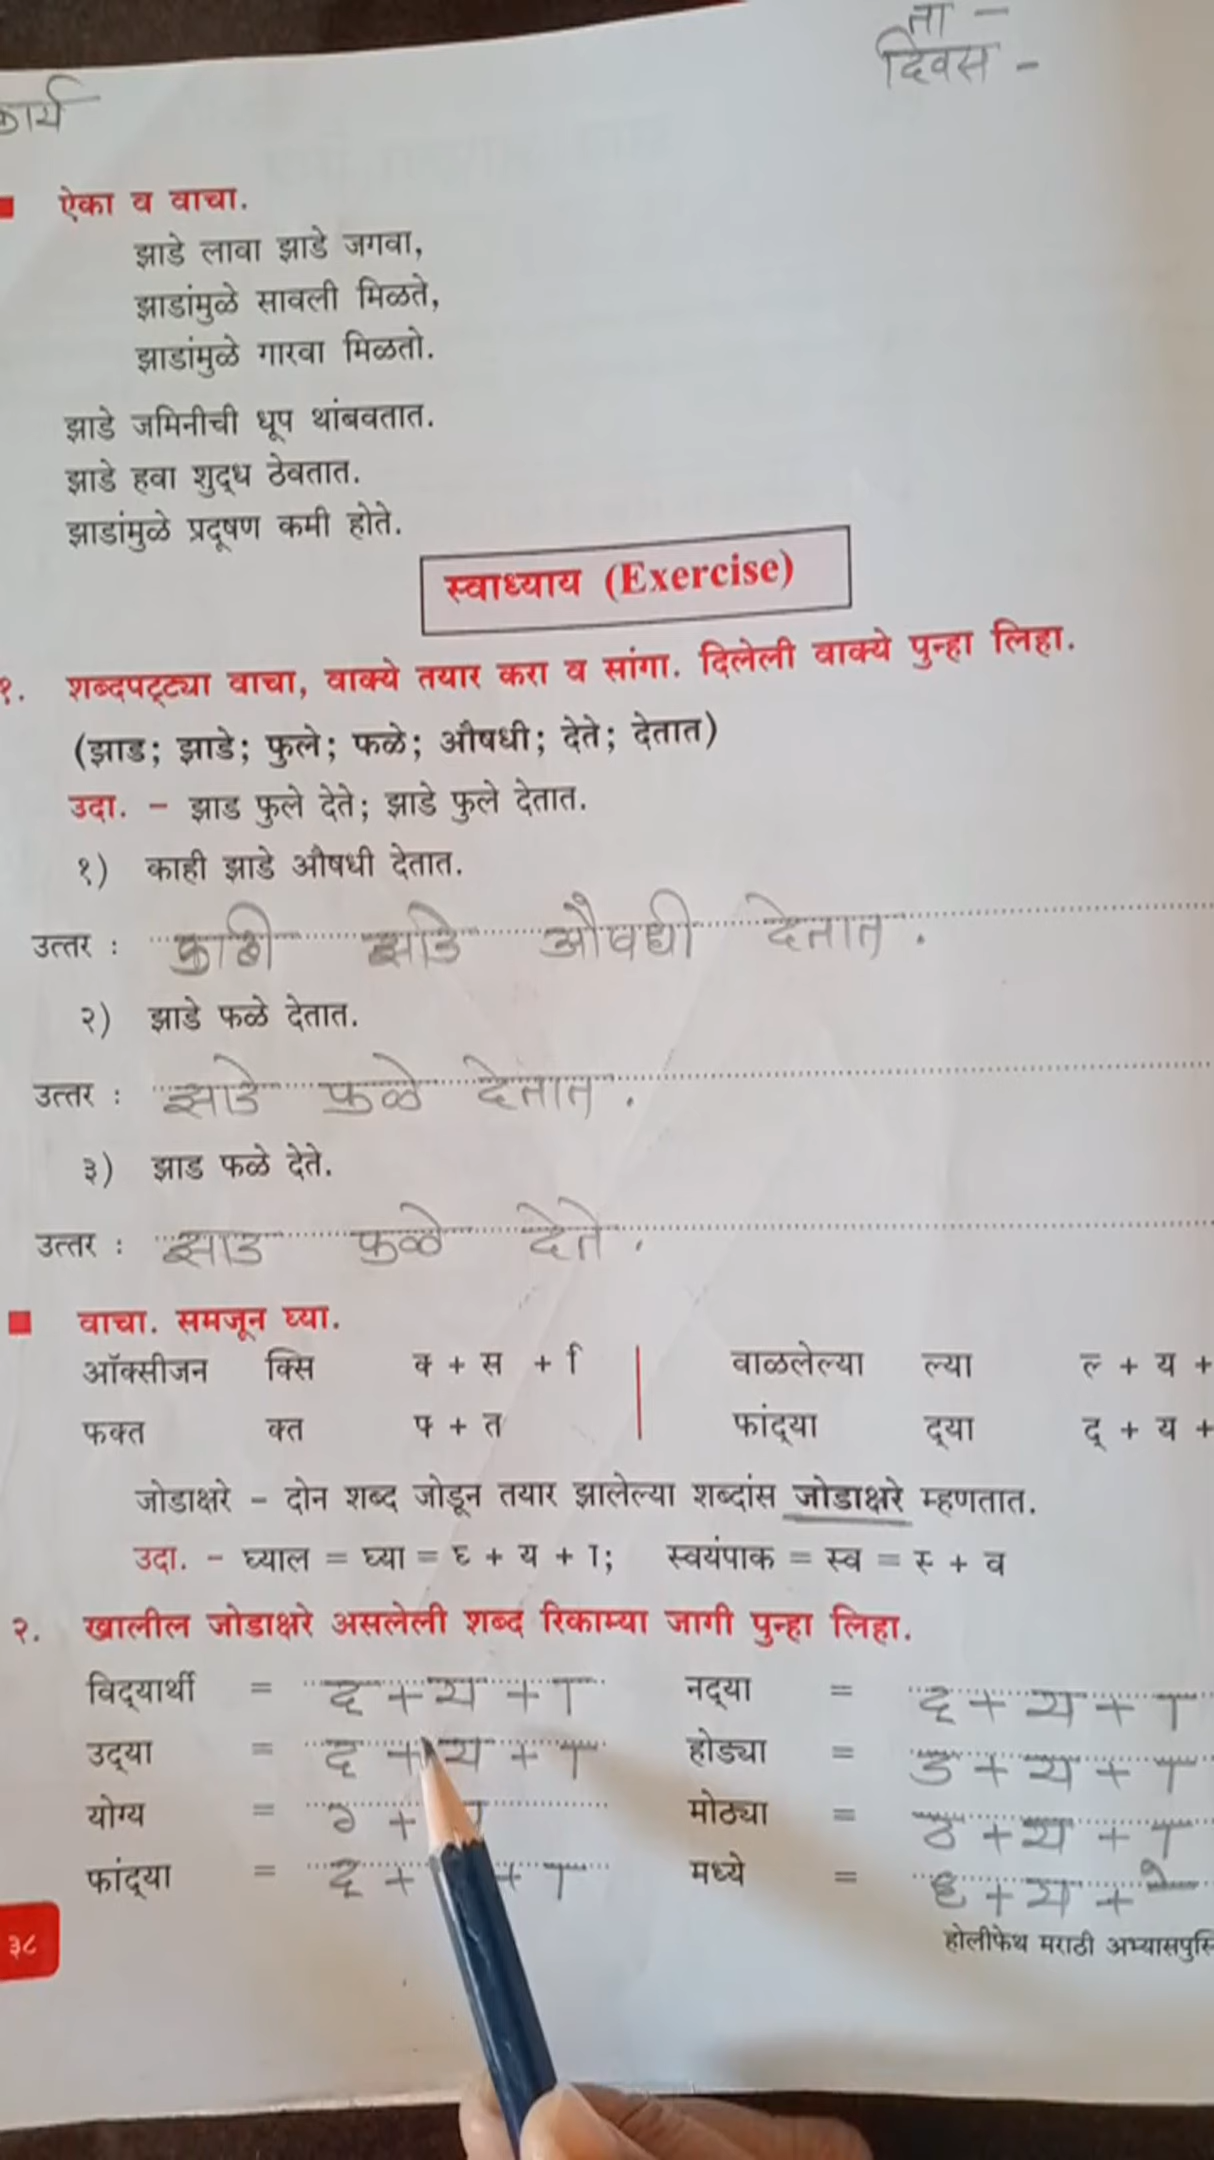 ता -
दिवस -
कार्य
ऐका व वाचा.
झाडे लावा झाडे जगवा,
झाडांमुळे सावली मिळते,
झाडांमुळे गारवा मिळतो.
झाडे जमिनीची धूप थांबवतात.
झाडे हवा शुद्ध ठेवतात.
झाडांमुळे प्रदूषण कमी होते.
स्वाध्याय (Exercise)
१. शब्दपट्ट्या वाचा, वाक्ये तयार करा व सांगा. दिलेली वाक्ये पुन्हा लिहा.
(झाड; झाडे; फुले; फळे; औषधी; देते; देतात)
उदा. - झाड फुले देते; झाडे फुले देतात.
१) काही झाडे औषधी देतात.
उत्तर : काही झाडे औषधी देतात.
२) झाडे फळे देतात.
उत्तर : झाडे फळे देतात.
३) झाड फळे देते.
उत्तर : झाड फळे देते.
वाचा. समजून घ्या.
ऑक्सीजन क्सि क्‍ + स + ि वाळलेल्या ल्या ल्‍ + य +
फक्त क्त फ्‍ + त फांद्या द्या द् + य +
जोडाक्षरे - दोन शब्द जोडून तयार झालेल्या शब्दांस जोडाक्षरे म्हणतात.
उदा. - घ्याल = घ्या = घ्‍ + य + ा; स्वयंपाक = स्व = स्‍ + व
२. खालील जोडाक्षरे असलेली शब्द रिकाम्या जागी पुन्हा लिहा.
विद्यार्थी = द् + य + ा नद्या = द् + य + ा
उद्या = द् + य + ा होड्या = ड + य + ा
योग्य = ग्‍ + मोठ्या = ठ + य + ा
फांद्या = द् + + ा मध्ये = ध्‍ + य + े
३८
होलीफेथ मराठी